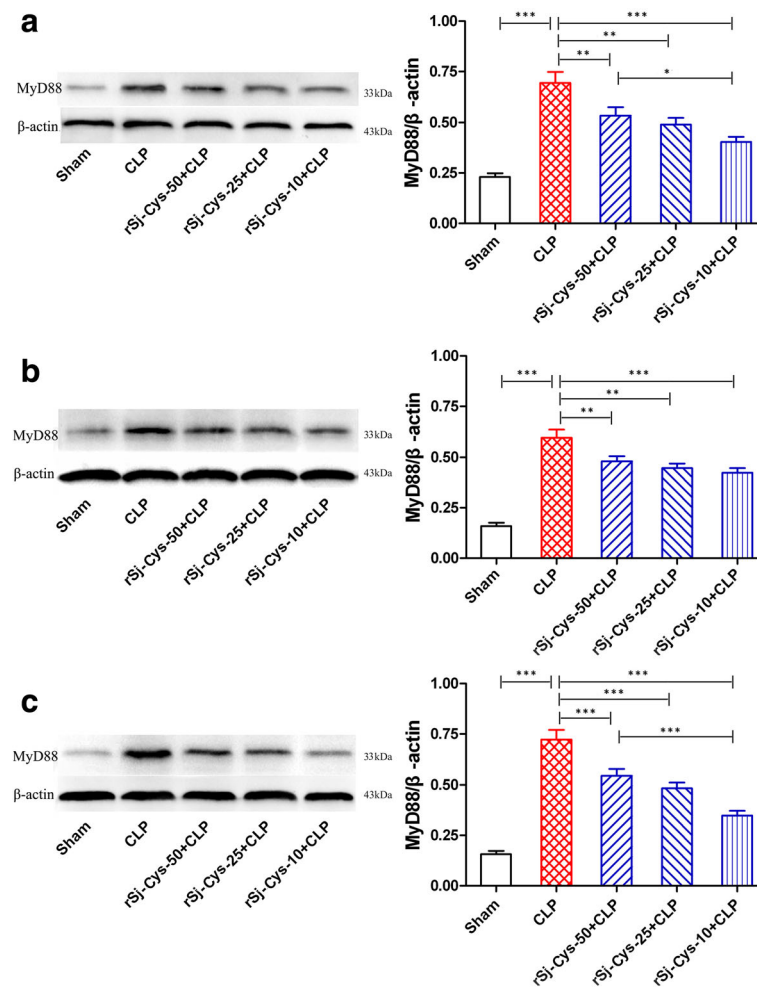 a
MyD88
33kDa
β-actin
43kDa
Sham
CLP
rSj-Cys-50+CLP
rSj-Cys-25+CLP
rSj-Cys-10+CLP
*** ***
**
** *
MyD88/β -actin
1.00
0.75
0.50
0.25
0.00
Sham
CLP
rSj-Cys-50+CLP
rSj-Cys-25+CLP
rSj-Cys-10+CLP
b
MyD88
33kDa
β-actin
43kDa
Sham
CLP
rSj-Cys-50+CLP
rSj-Cys-25+CLP
rSj-Cys-10+CLP
*** ***
**
**
MyD88/β -actin
1.00
0.75
0.50
0.25
0.00
Sham
CLP
rSj-Cys-50+CLP
rSj-Cys-25+CLP
rSj-Cys-10+CLP
c
MyD88
33kDa
β-actin
43kDa
Sham
CLP
rSj-Cys-50+CLP
rSj-Cys-25+CLP
rSj-Cys-10+CLP
*** ***
***
*** ***
MyD88/β -actin
1.00
0.75
0.50
0.25
0.00
Sham
CLP
rSj-Cys-50+CLP
rSj-Cys-25+CLP
rSj-Cys-10+CLP